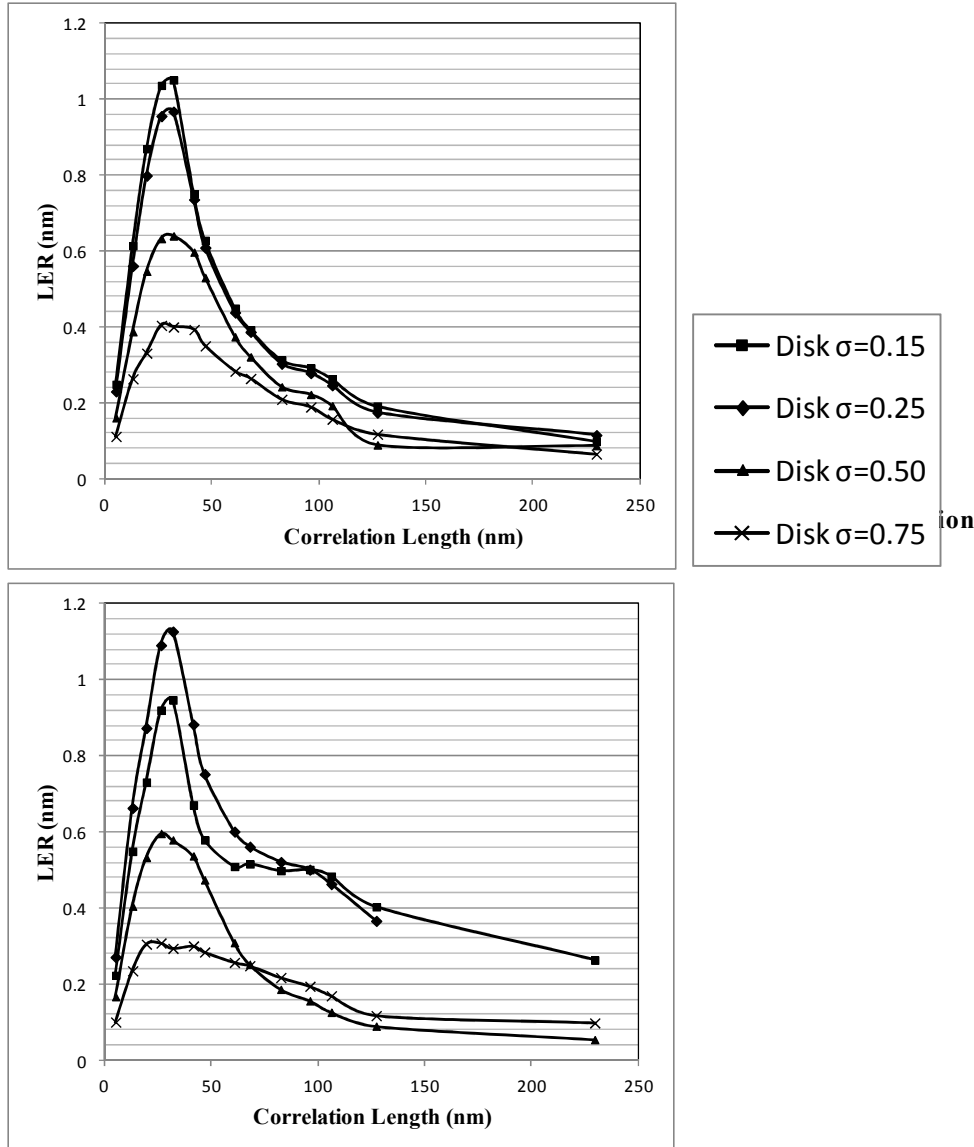 1.2
1
0.8
0.6
0.4
0.2
0
LER (nm)
0 50 100 150 200 250
Correlation Length (nm)
Disk σ=0.15
Disk σ=0.25
Disk σ=0.50
Disk σ=0.75
ion
1.2
1
0.8
0.6
0.4
0.2
0
LER (nm)
0 50 100 150 200 250
Correlation Length (nm)